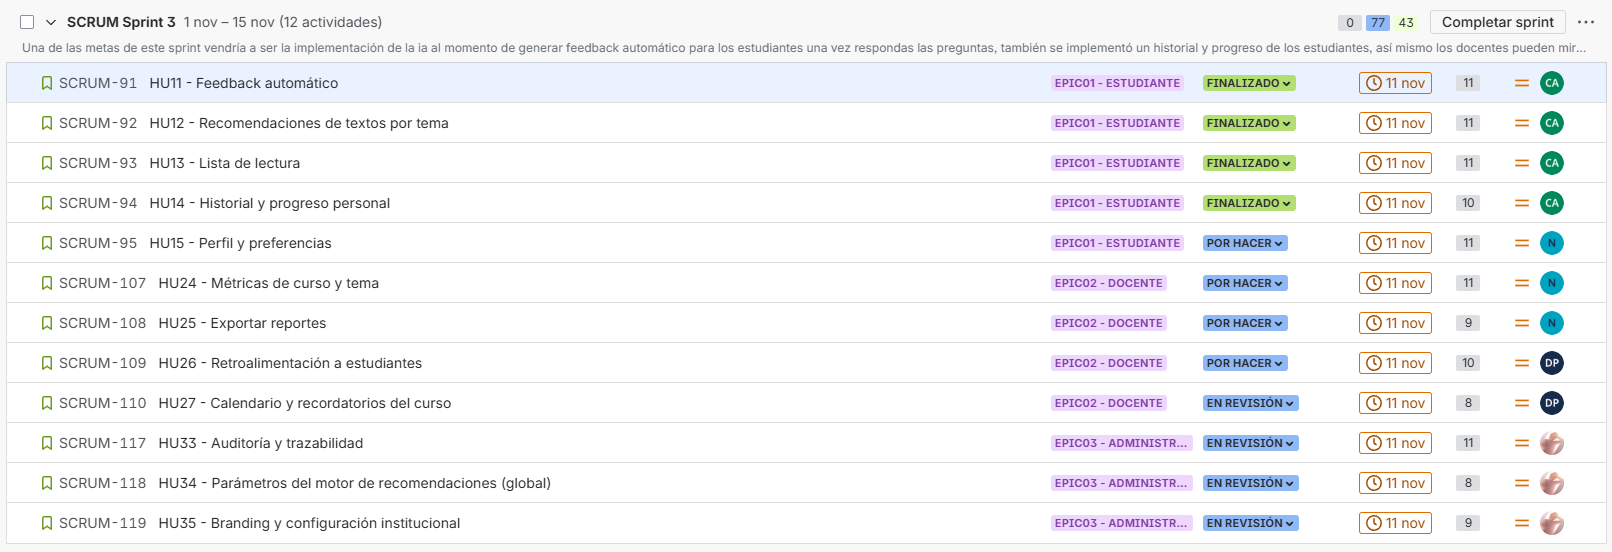 SCRUM Sprint 3 1 nov – 15 nov (12 actividades) 0 77 43 Completar sprint
Una de las metas de este sprint vendría a ser la implementación de la ia al momento de generar feedback automático para los estudiantes una vez respondas las preguntas, también se implementó un historial y progreso de los estudiantes, así mismo los docentes pueden mir...
SCRUM-91 HU11 - Feedback automático EPIC01 - ESTUDIANTE FINALIZADO 11 nov 11 CA
SCRUM-92 HU12 - Recomendaciones de textos por tema EPIC01 - ESTUDIANTE FINALIZADO 11 nov 11 CA
SCRUM-93 HU13 - Lista de lectura EPIC01 - ESTUDIANTE FINALIZADO 11 nov 11 CA
SCRUM-94 HU14 - Historial y progreso personal EPIC01 - ESTUDIANTE FINALIZADO 11 nov 10 CA
SCRUM-95 HU15 - Perfil y preferencias EPIC01 - ESTUDIANTE POR HACER 11 nov 11 N
SCRUM-107 HU24 - Métricas de curso y tema EPIC02 - DOCENTE POR HACER 11 nov 11 N
SCRUM-108 HU25 - Exportar reportes EPIC02 - DOCENTE POR HACER 11 nov 9 N
SCRUM-109 HU26 - Retroalimentación a estudiantes EPIC02 - DOCENTE POR HACER 11 nov 10 DP
SCRUM-110 HU27 - Calendario y recordatorios del curso EPIC02 - DOCENTE EN REVISIÓN 11 nov 8 DP
SCRUM-117 HU33 - Auditoría y trazabilidad EPIC03 - ADMINISTR... EN REVISIÓN 11 nov 11
SCRUM-118 HU34 - Parámetros del motor de recomendaciones (global) EPIC03 - ADMINISTR... EN REVISIÓN 11 nov 8
SCRUM-119 HU35 - Branding y configuración institucional EPIC03 - ADMINISTR... EN REVISIÓN 11 nov 9